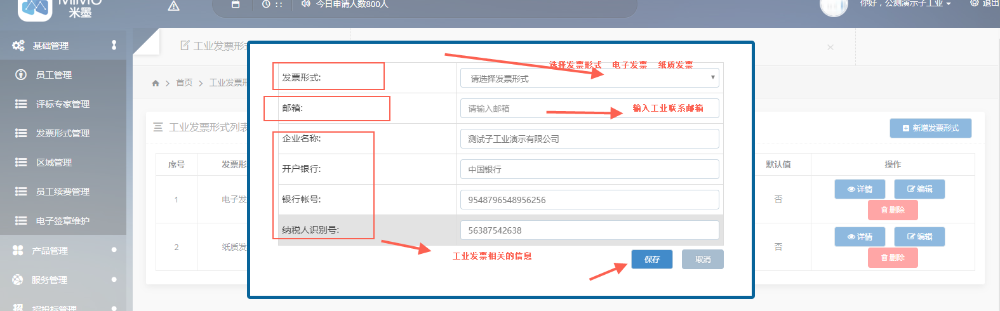 MIMO
米墨
: :
今日申请人数800人
你好，公测演示子工业
退出
基础管理
员工管理
评标专家管理
发票形式管理
区域管理
员工续费管理
电子签章维护
产品管理
服务管理
招投标管理
工业发票形式
×
首页
工业发票形
工业发票形式列表
新增发票形式
序号
发票形
默认值
操作
1
电子发
否
详情
编辑
删除
2
纸质发
否
详情
编辑
删除
选择发票形式 电子发票 纸质发票
发票形式:
请选择发票形式
邮箱:
请输入邮箱
输入工业联系邮箱
企业名称:
测试子工业演示有限公司
开户银行:
中国银行
银行帐号:
9548796548956256
纳税人识别号:
56387542638
工业发票相关的信息
保存
取消